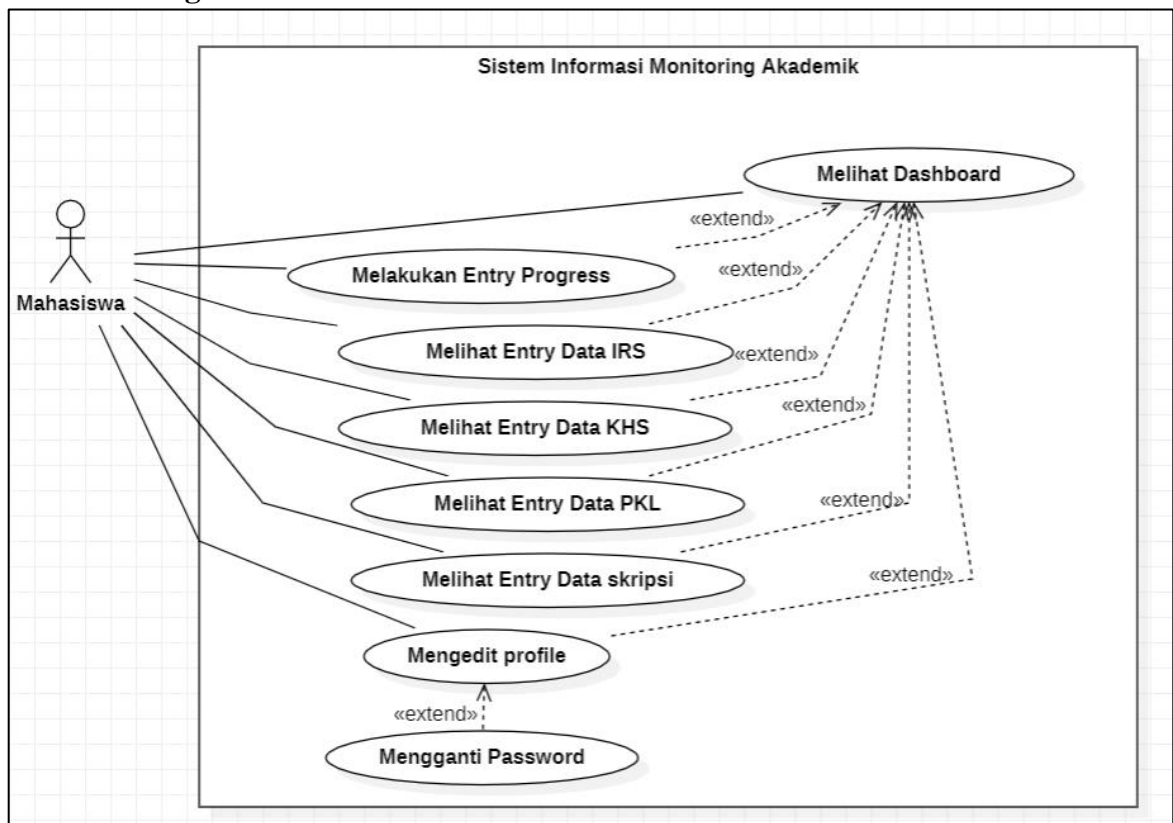 Sistem Informasi Monitoring Akademik
Melihat Dashboard
«extend»
Melakukan Entry Progress
«extend»
Mahasiswa
Melihat Entry Data IRS
«extend»
«extend»
Melihat Entry Data KHS
Melihat Entry Data PKL
«extend»
Melihat Entry Data skripsi
«extend»
Mengedit profile
«extend»
Mengganti Password